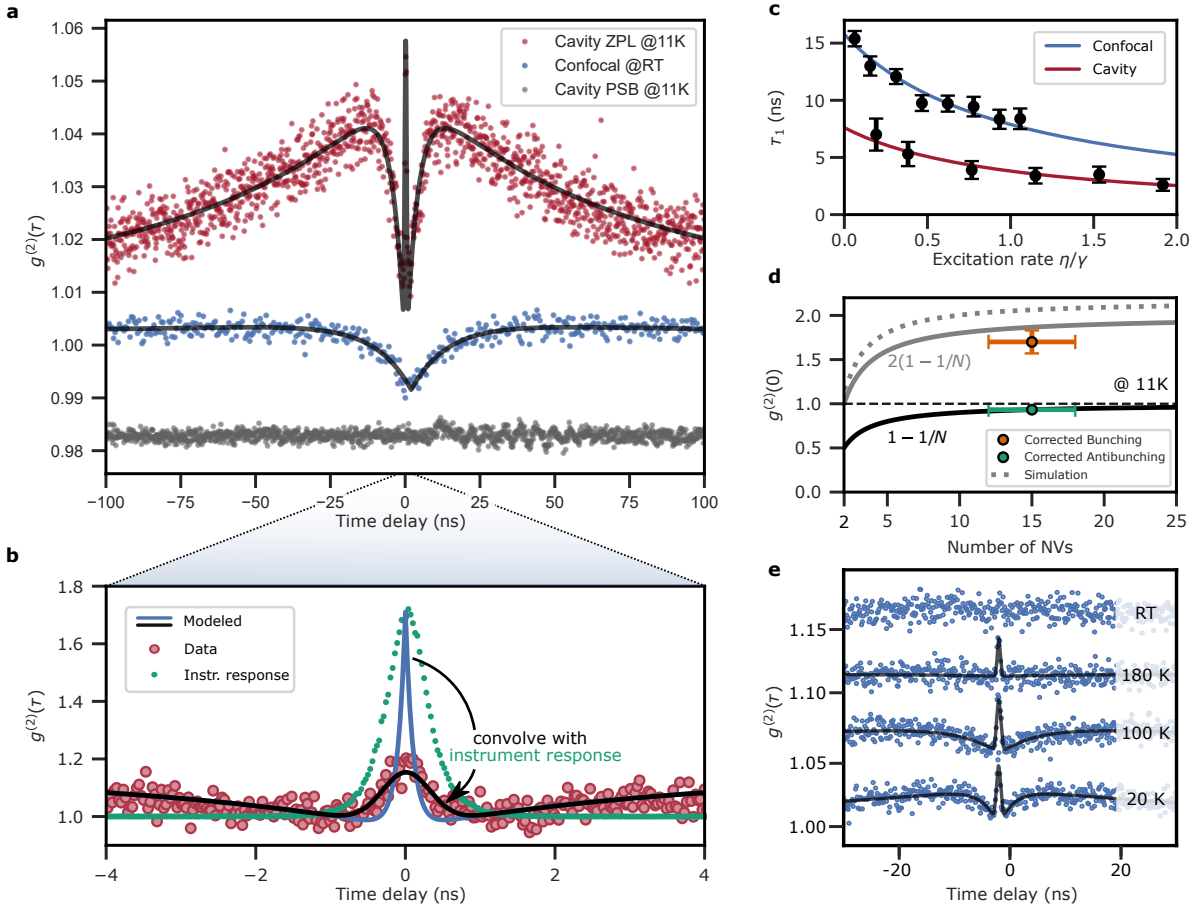 a
1.06
1.05
1.04
1.03
1.02
1.01
1.00
0.99
0.98
g(2)(τ)
Cavity ZPL @11K
Confocal @RT
Cavity PSB @11K
−100
−75
−50
−25
0
25
50
75
100
Time delay (ns)
b
1.8
1.6
1.4
1.2
1.0
g(2)(τ)
Modeled
Data
Instr. response
convolve with
instrument response
−4
−2
0
2
4
Time delay (ns)
c
15
10
5
0
τ1 (ns)
Confocal
Cavity
0.0
0.5
1.0
1.5
2.0
Excitation rate η/γ
d
2.0
1.5
1.0
0.5
0.0
g(2)(0)
2(1 − 1/N)
@ 11K
1 − 1/N
Corrected Bunching
Corrected Antibunching
Simulation
2
5
10
15
20
25
Number of NVs
e
1.15
1.10
1.05
1.00
g(2)(τ)
RT
180 K
100 K
20 K
-20
0
20
Time delay (ns)